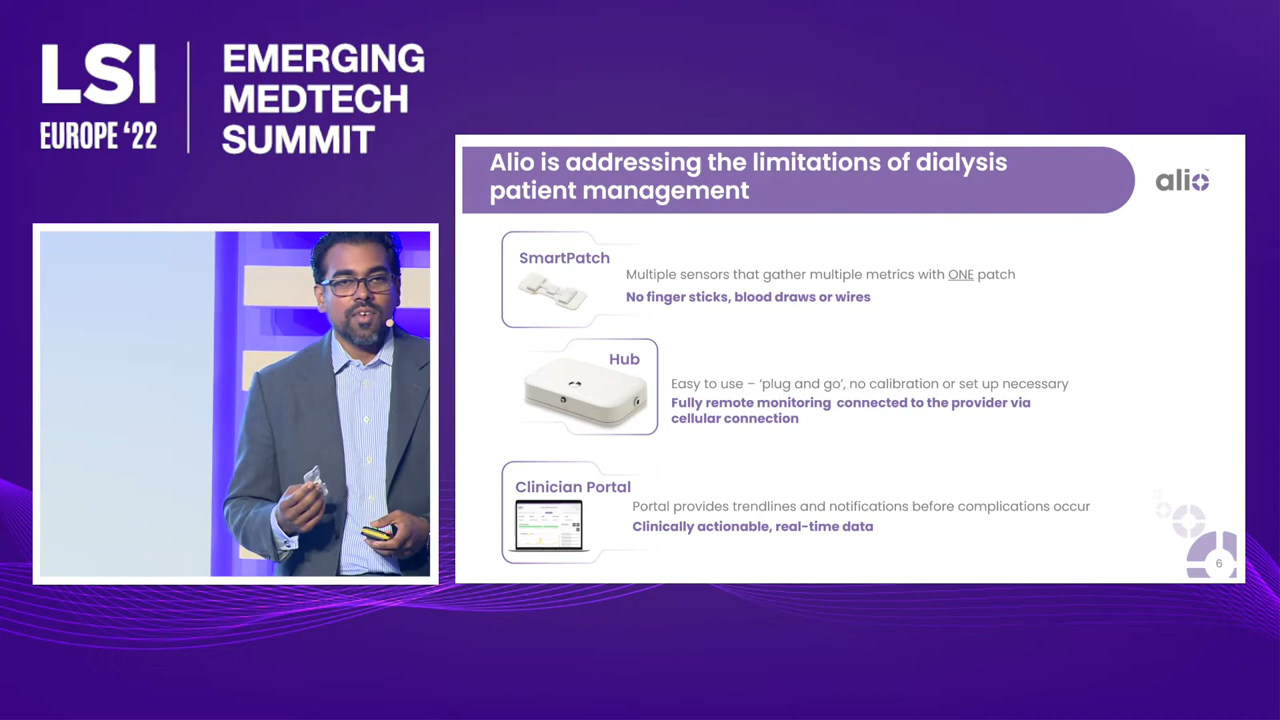 LSI
EUROPE ‘22
EMERGING
MEDTECH
SUMMIT
Alio is addressing the limitations of dialysis
patient management
alio
SmartPatch
Multiple sensors that gather multiple metrics with ONE patch
No finger sticks, blood draws or wires
Hub
Easy to use – ‘plug and go’, no calibration or set up necessary
Fully remote monitoring connected to the provider via
cellular connection
Clinician Portal
Portal provides trendlines and notifications before complications occur
Clinically actionable, real-time data
6